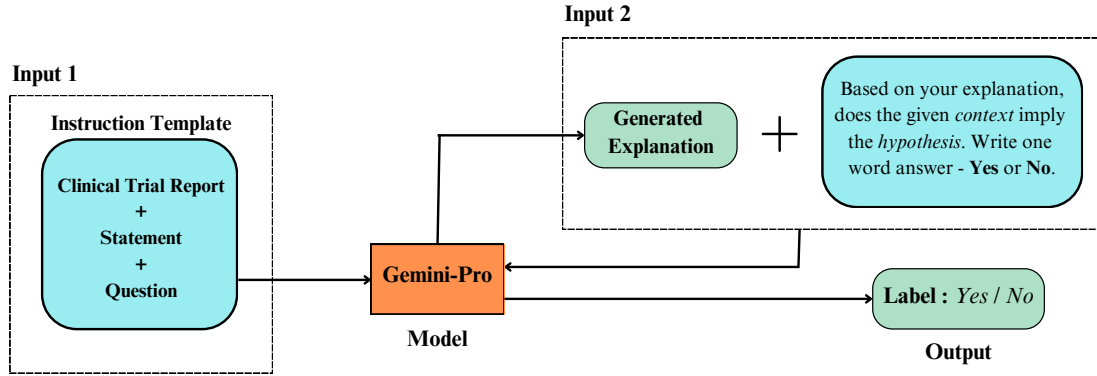 Input 1
Instruction Template
Clinical Trial Report
+
Statement
+
Question
Gemini-Pro
Model
Input 2
Generated
Explanation
+
Based on your explanation,
does the given context imply
the hypothesis. Write one
word answer - Yes or No.
Label : Yes / No
Output